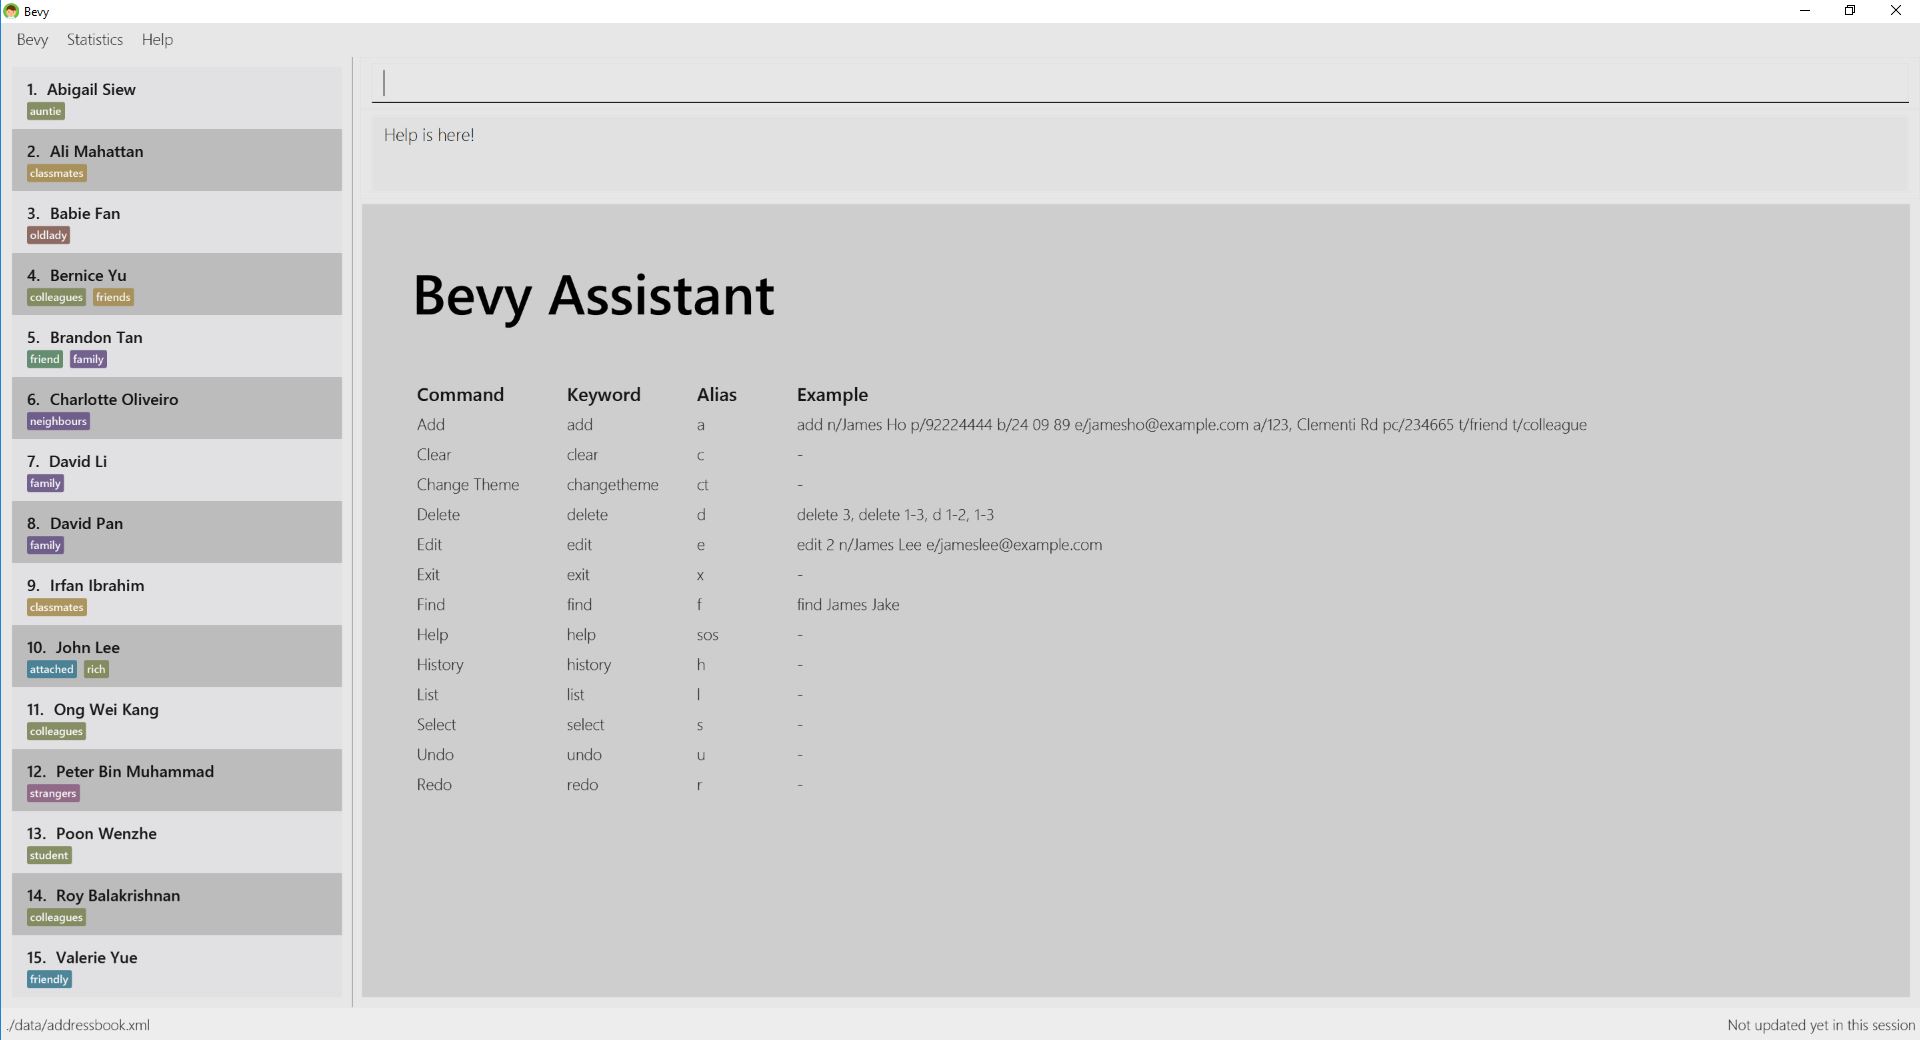 Bevy
Bevy Statistics Help
1. Abigail Siew
auntie
2. Ali Mahattan
classmates
3. Babie Fan
oldlady
4. Bernice Yu
colleagues friends
5. Brandon Tan
friend family
6. Charlotte Oliveiro
neighbours
7. David Li
family
8. David Pan
family
9. Irfan Ibrahim
classmates
10. John Lee
attached rich
11. Ong Wei Kang
colleagues
12. Peter Bin Muhammad
strangers
13. Poon Wenzhe
student
14. Roy Balakrishnan
colleagues
15. Valerie Yue
friendly
Help is here!
Bevy Assistant
Command Keyword Alias Example
Add add a add n/James Ho p/92224444 b/24 09 89 e/jamesho@example.com a/123, Clementi Rd pc/234665 t/friend t/colleague
Clear clear c -
Change Theme changetheme ct -
Delete delete d delete 3, delete 1-3, d 1-2, 1-3
Edit edit e edit 2 n/James Lee e/jameslee@example.com
Exit exit x -
Find find f find James Jake
Help help sos -
History history h -
List list l -
Select select s -
Undo undo u -
Redo redo r -
./data/addressbook.xml
Not updated yet in this session